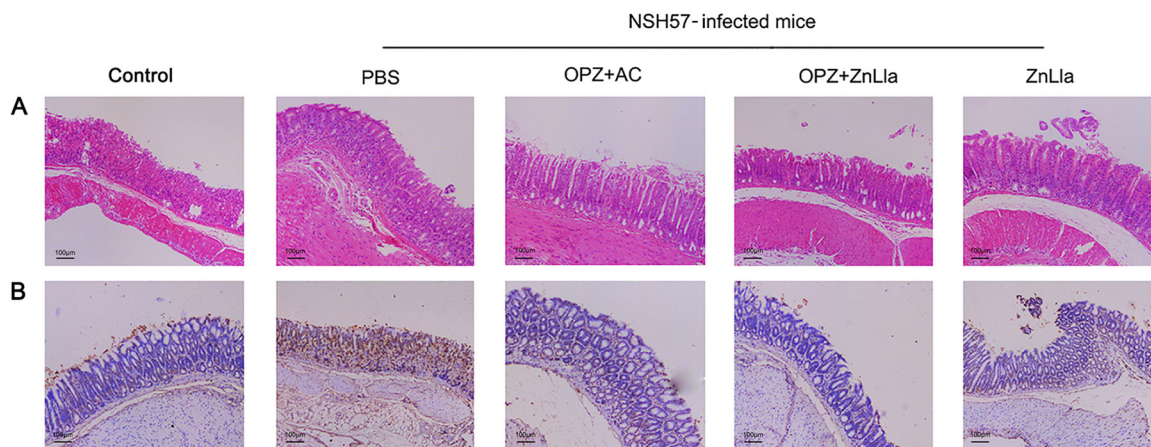 NSH57-infected mice
Control PBS OPZ+AC OPZ+ZnLla ZnLla
A
100μm 100μm 100μm 100μm 100μm
B
100μm 100μm 100μm 100μm 100μm